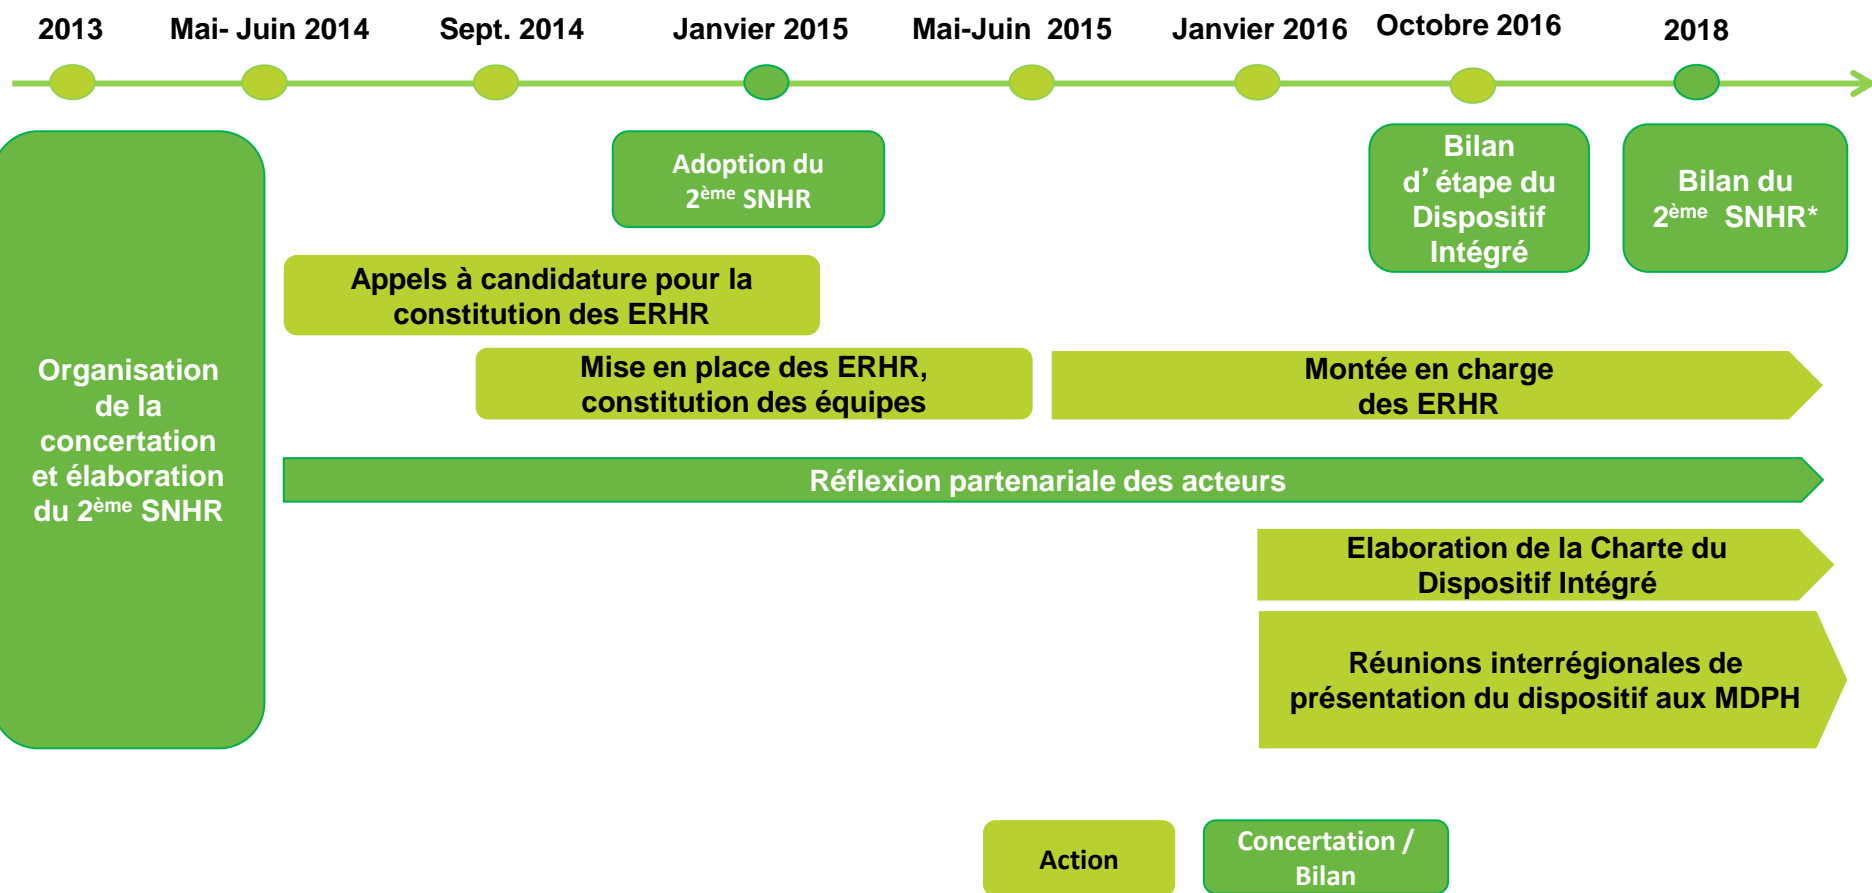 2013
Mai- Juin 2014
Sept. 2014
Janvier 2015
Mai-Juin 2015
Janvier 2016
Octobre 2016
2018
Organisation
de la
concertation
et élaboration
du 2ème SNHR
Adoption du
2ème SNHR
Bilan
d’étape du
Dispositif
Intégré
Bilan du
2ème SNHR*
Appels à candidature pour la
constitution des ERHR
Mise en place des ERHR,
constitution des équipes
Montée en charge
des ERHR
Réflexion partenariale des acteurs
Elaboration de la Charte du
Dispositif Intégré
Réunions interrégionales de
présentation du dispositif aux MDPH
Action
Concertation /
Bilan